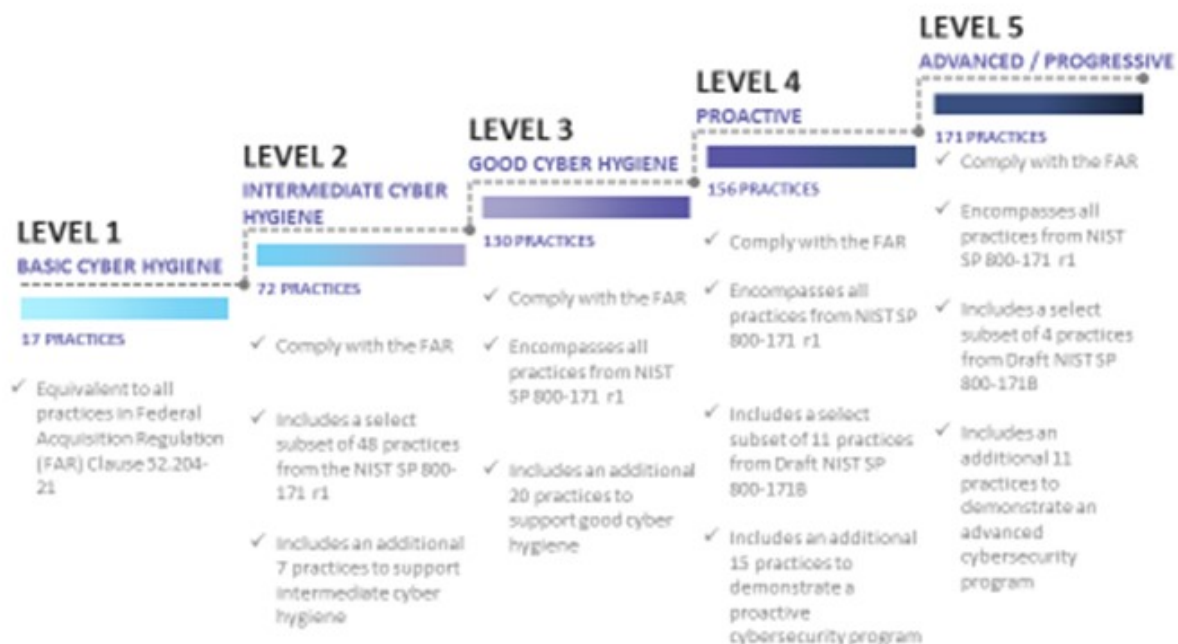 LEVEL 1
BASIC CYBER HYGIENE
17 PRACTICES
✓ Equivalent to all
practices in Federal
Acquisition Regulation
(FAR) Clause 52.204-
21
LEVEL 2
INTERMEDIATE CYBER
HYGIENE
72 PRACTICES
✓ Comply with the FAR
✓ Includes a select
subset of 48 practices
from the NIST SP 800-
171 r1
✓ Includes an additional
7 practices to support
intermediate cyber
hygiene
LEVEL 3
GOOD CYBER HYGIENE
130 PRACTICES
✓ Comply with the FAR
✓ Encompasses all
practices from NIST
SP 800-171 r1
✓ Includes an additional
20 practices to
support good cyber
hygiene
LEVEL 4
PROACTIVE
156 PRACTICES
✓ Comply with the FAR
✓ Encompasses all
practices from NIST SP
800-171 r1
✓ Includes a select
subset of 11 practices
from Draft NIST SP
800-171B
✓ Includes an additional
15 practices to
demonstrate a
proactive
cybersecurity program
LEVEL 5
ADVANCED / PROGRESSIVE
171 PRACTICES
✓ Comply with the FAR
✓ Encompasses all
practices from NIST
SP 800-171 r1
✓ Includes a select
subset of 4 practices
from Draft NIST SP
800-171B
✓ Includes an
additional 11
practices to
demonstrate an
advanced
cybersecurity
program